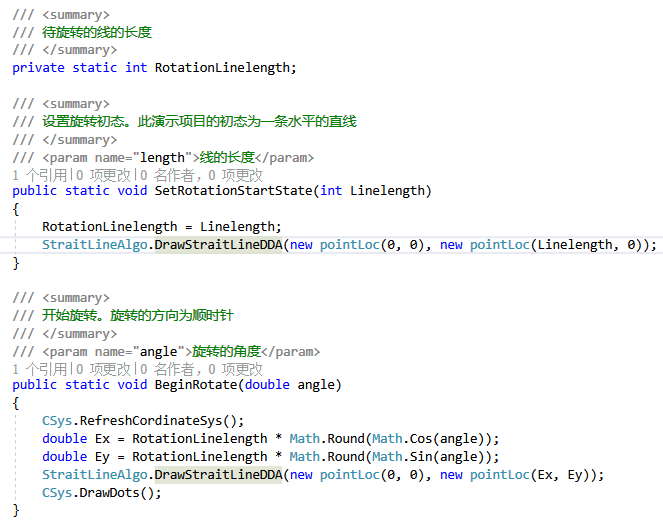 /// <summary>
/// 待旋转的线的长度
/// </summary>
private static int RotationLinelength;
/// <summary>
/// 设置旋转初态。此演示项目的初态为一条水平的直线
/// </summary>
/// <param name="length">线的长度</param>
1 个引用|0 项更改|0 名作者，0 项更改
public static void SetRotationStartState(int Linelength)
{
RotationLinelength = Linelength;
StraitLineAlgo.DrawStraitLineDDA(new pointLoc(0, 0), new pointLoc(Linelength, 0));
}
/// <summary>
/// 开始旋转。旋转的方向为顺时针
/// </summary>
/// <param name="angle">旋转的角度</param>
1 个引用|0 项更改|0 名作者，0 项更改
public static void BeginRotate(double angle)
{
CSys.RefreshCordinateSys();
double Ex = RotationLinelength * Math.Round(Math.Cos(angle));
double Ey = RotationLinelength * Math.Round(Math.Sin(angle));
StraitLineAlgo.DrawStraitLineDDA(new pointLoc(0, 0), new pointLoc(Ex, Ey));
CSys.DrawDots();
}